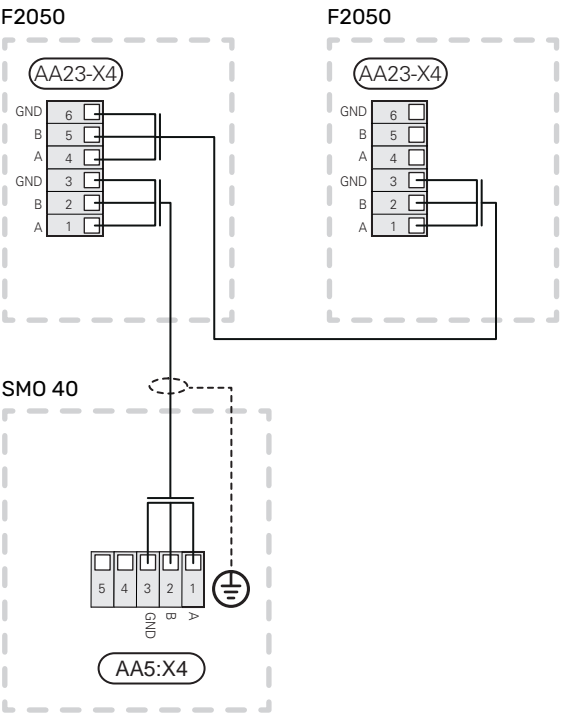 F2050
AA23-X4
GND 6
B 5
A 4
GND 3
B 2
A 1
F2050
AA23-X4
GND 6
B 5
A 4
GND 3
B 2
A 1
SMO 40
5 4 3 2 1
GND B A
AA5:X4